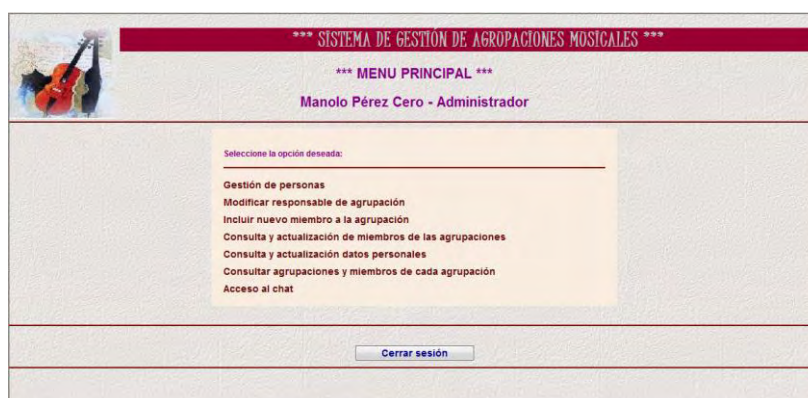 *** SISTEMA DE GESTIÓN DE AGRUPACIONES MUSICALES ***
*** MENU PRINCIPAL ***
Manolo Pérez Cero - Administrador
Seleccione la opción deseada:
Gestión de personas
Modificar responsable de agrupación
Incluir nuevo miembro a la agrupación
Consulta y actualización de miembros de las agrupaciones
Consulta y actualización datos personales
Consultar agrupaciones y miembros de cada agrupación
Acceso al chat
Cerrar sesión